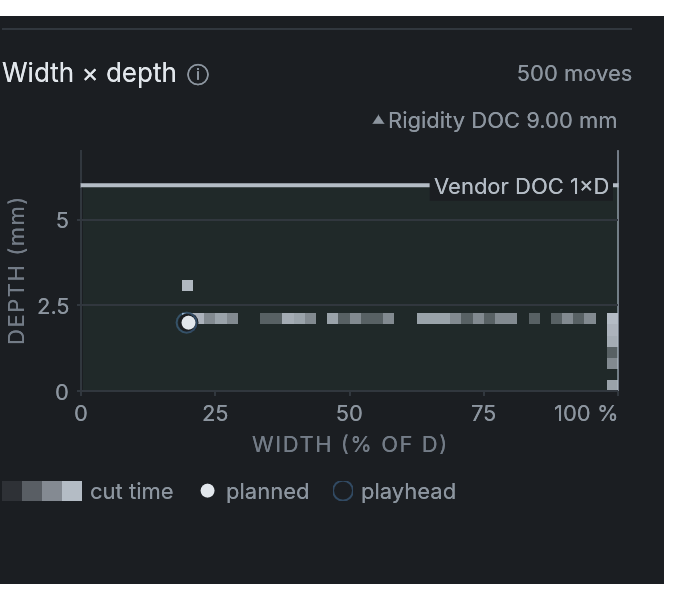 Width × depth ⓘ 500 moves
▲Rigidity DOC 9.00 mm
Vendor DOC 1×D
DEPTH (mm)
5
2.5
0
0 25 50 75 100 %
WIDTH (% OF D)
cut time planned playhead